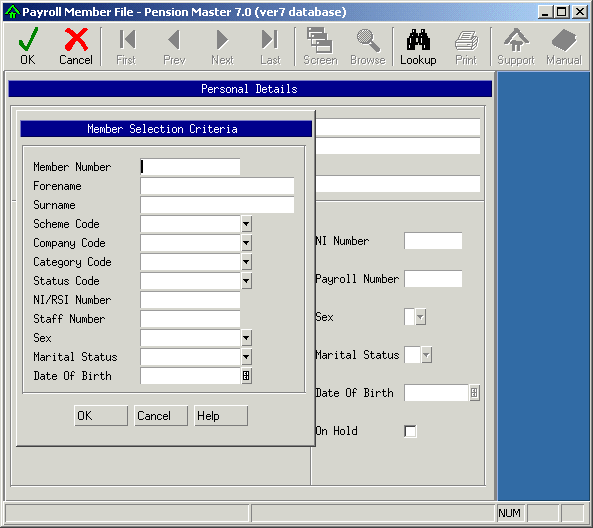 Payroll Member File - Pension Master 7.0 (ver7 database)
OK Cancel First Prev Next Last Screen Browse Lookup Print Support Manual
Personal Details
Member Selection Criteria
Member Number
Forename
Surname
Scheme Code
Company Code
Category Code
Status Code
NI/RSI Number
Staff Number
Sex
Marital Status
Date Of Birth
OK Cancel Help
NI Number
Payroll Number
Sex
Marital Status
Date Of Birth
On Hold
NUM